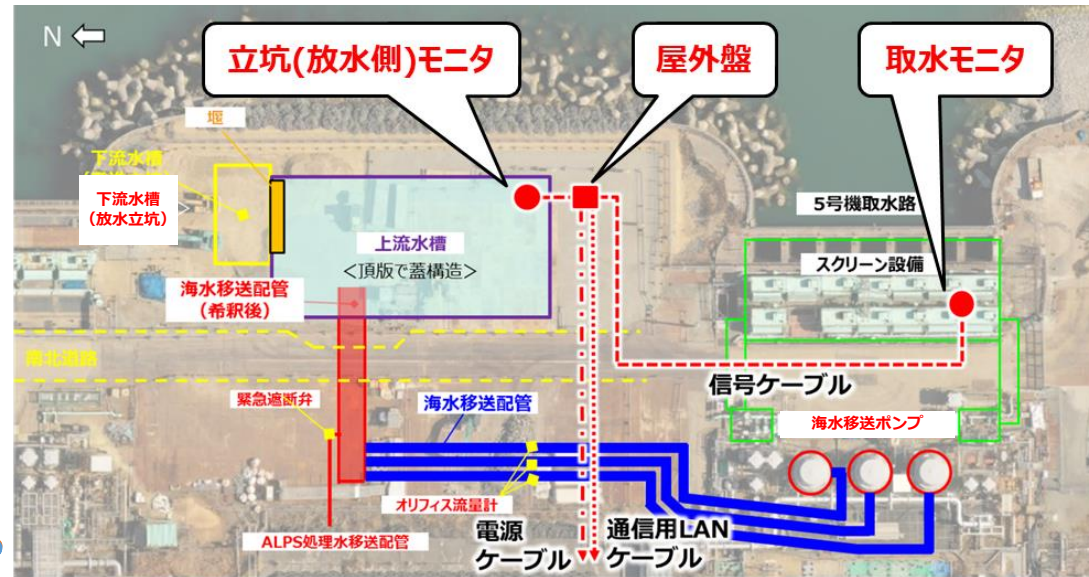 N
立坑(放水側)モニタ
屋外盤
取水モニタ
堰
下流水槽
下流水槽
（放水立坑）
5号機取水路
上流水槽
＜頂版で蓋構造＞
スクリーン設備
海水移送配管
（希釈後）
南北道路
信号ケーブル
緊急遮断弁
海水移送配管
海水移送ポンプ
オリフィス流量計
電源
ケーブル
通信用LAN
ケーブル
ALPS処理水移送配管